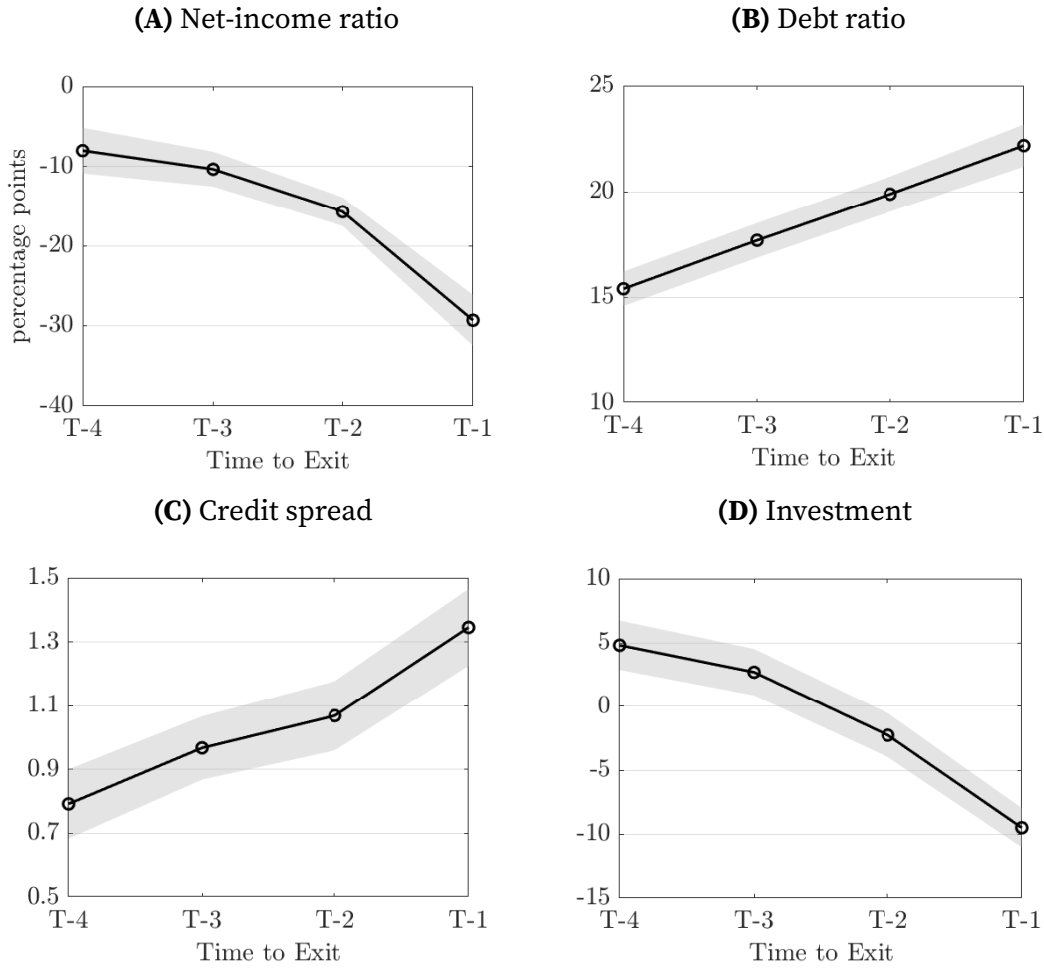 (A) Net-income ratio
percentage points
0
-10
-20
-30
-40
T-4 T-3 T-2 T-1
Time to Exit
(B) Debt ratio
25
20
15
10
T-4 T-3 T-2 T-1
Time to Exit
(C) Credit spread
1.5
1.3
1.1
0.9
0.7
0.5
T-4 T-3 T-2 T-1
Time to Exit
(D) Investment
10
5
0
-5
-10
-15
T-4 T-3 T-2 T-1
Time to Exit